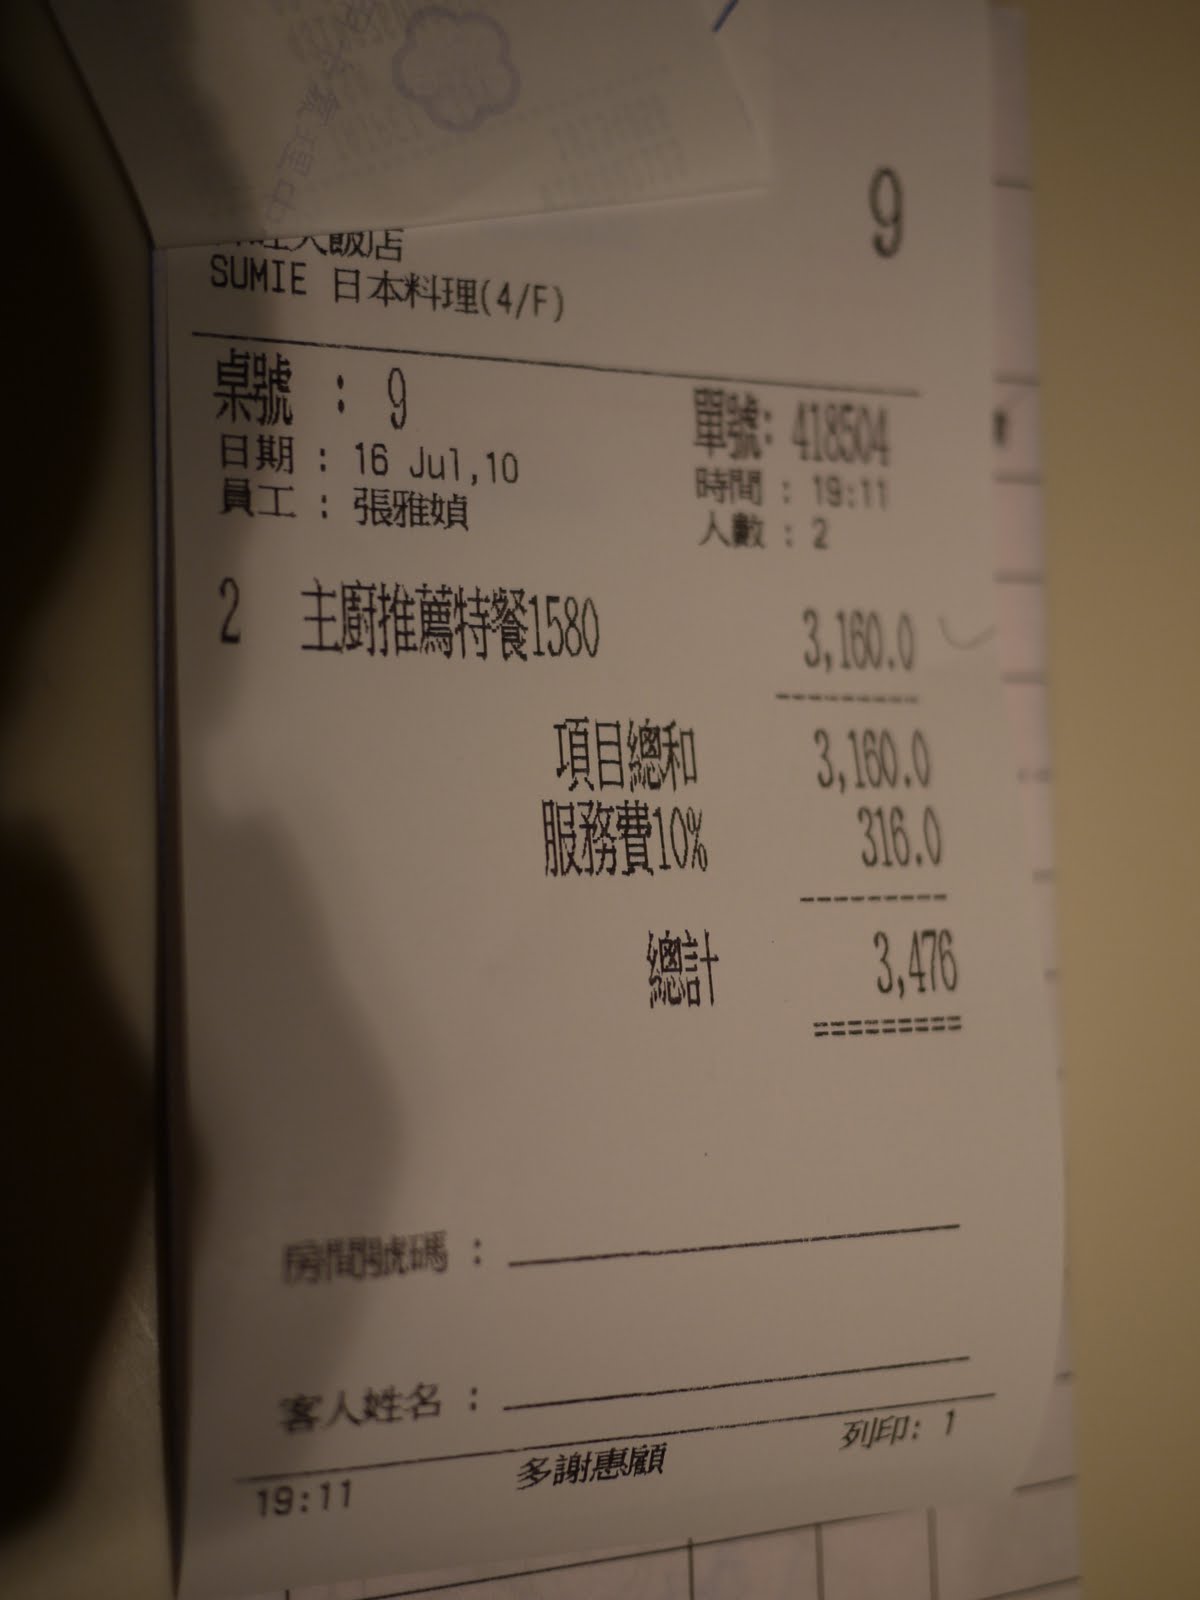 9
大飯店
SUMIE 日本料理(4/F)
桌號 : 9
單號: 418504
日期 : 16 Jul,10
時間 : 19:11
員工 : 張雅媜
人數 : 2
2 主廚推薦特餐1580 3,160.0
項目總和 3,160.0
服務費10% 316.0
總計 3,476
房間號碼 :
客人姓名 :
19:11 多謝惠顧 列印: 1